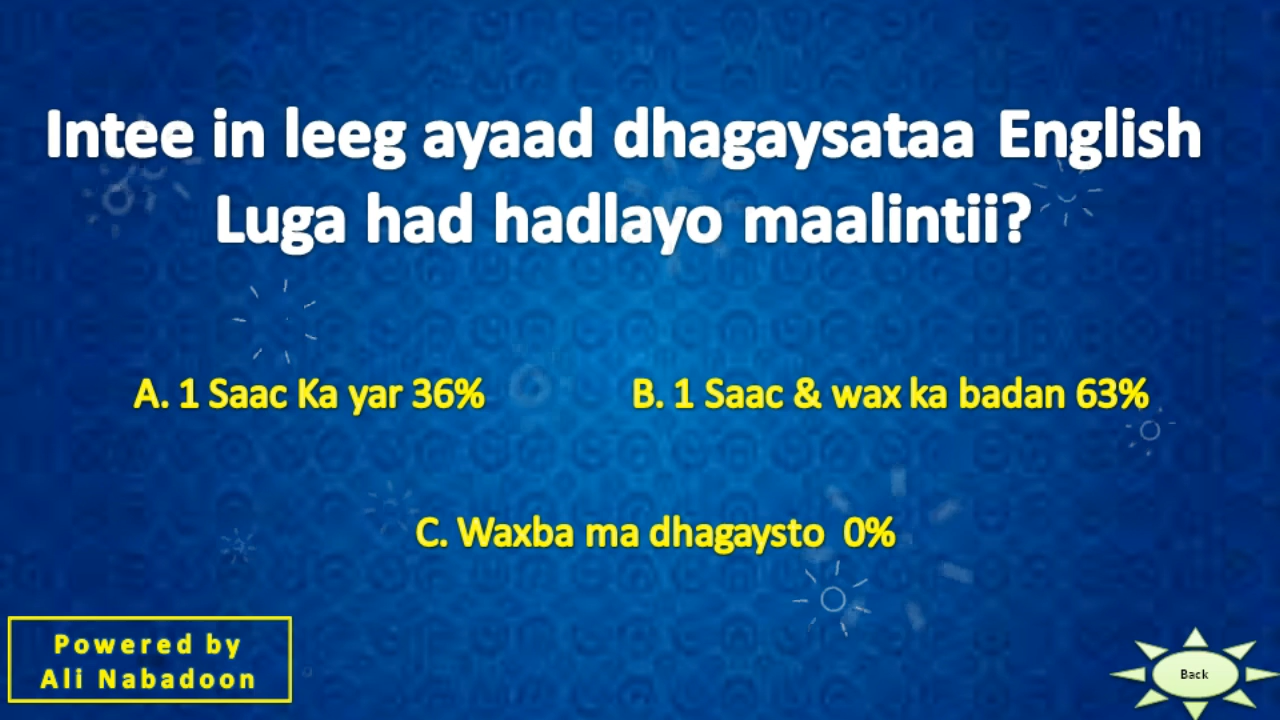 Intee in leeg ayaad dhagaysataa English
Luga had hadlayo maalintii?
A. 1 Saac Ka yar 36%
B. 1 Saac & wax ka badan 63%
C. Waxba ma dhagaysto 0%
Powered by
Ali Nabadoon
Back